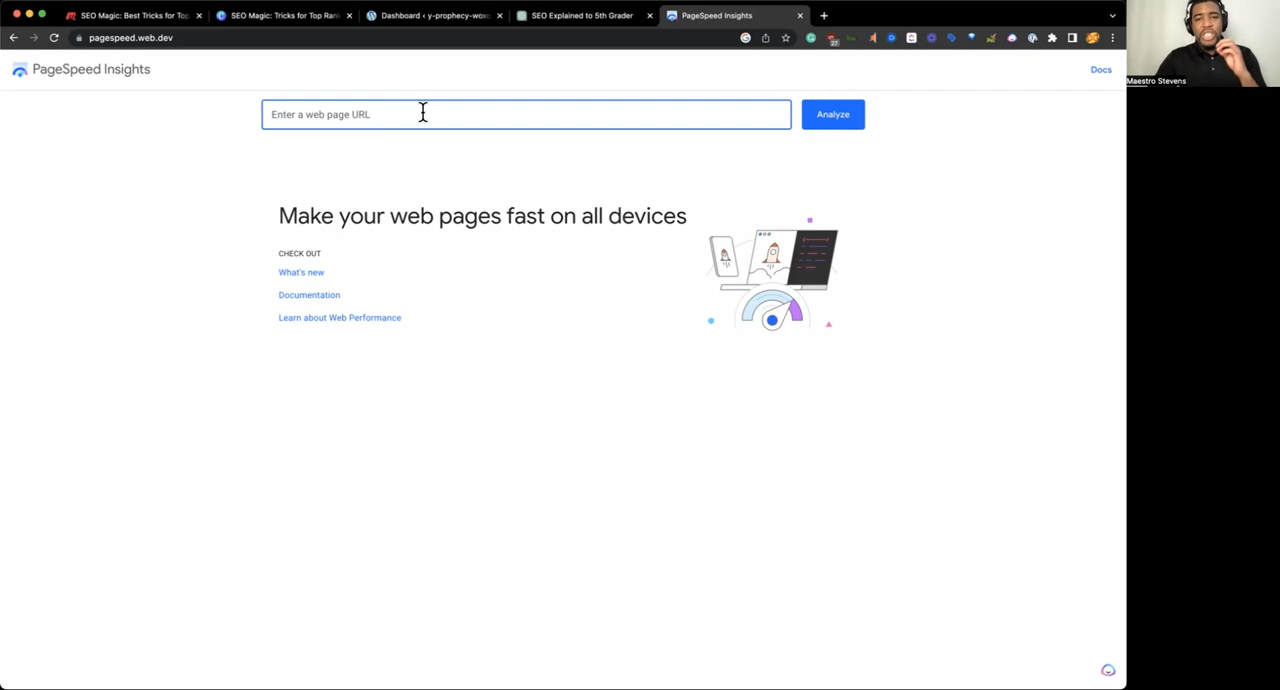 SEO Magic: Best Tricks for Top
SEO Magic: Tricks for Top Ran
Dashboard ‹ y-prophecy-woxo
SEO Explained to 5th Grader
PageSpeed Insights
pagespeed.web.dev
Maestro Stevens
PageSpeed Insights
Docs
Enter a web page URL
Analyze
Make your web pages fast on all devices
CHECK OUT
What's new
Documentation
Learn about Web Performance